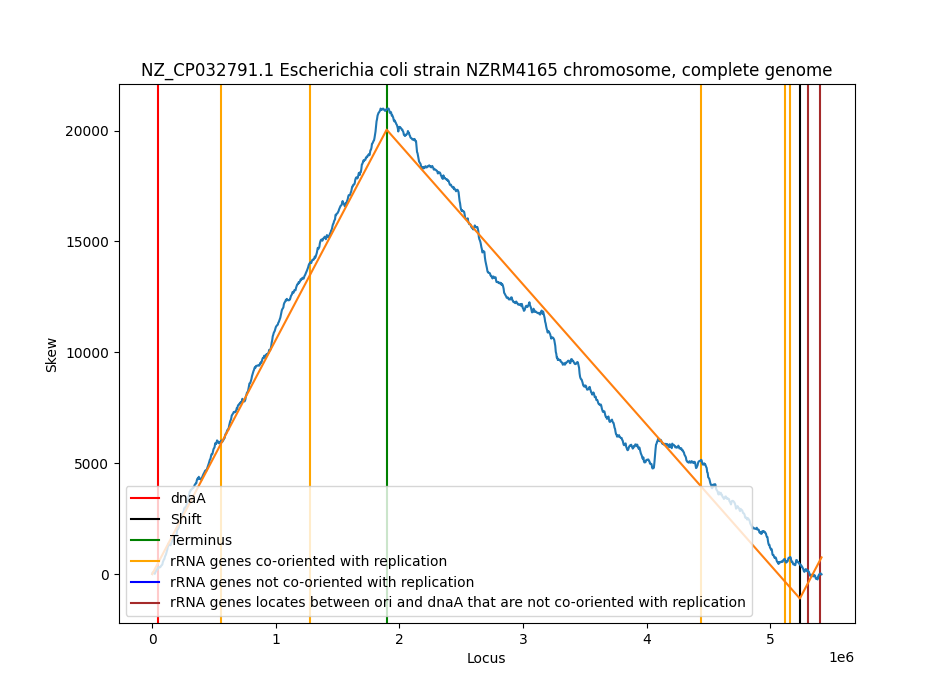 NZ_CP032791.1 Escherichia coli strain NZRM4165 chromosome, complete genome
Skew
20000
15000
10000
5000
0
dnaA
Shift
Terminus
rRNA genes co-oriented with replication
rRNA genes not co-oriented with replication
rRNA genes locates between ori and dnaA that are not co-oriented with replication
0 1 2 3 4 5
1e6
Locus